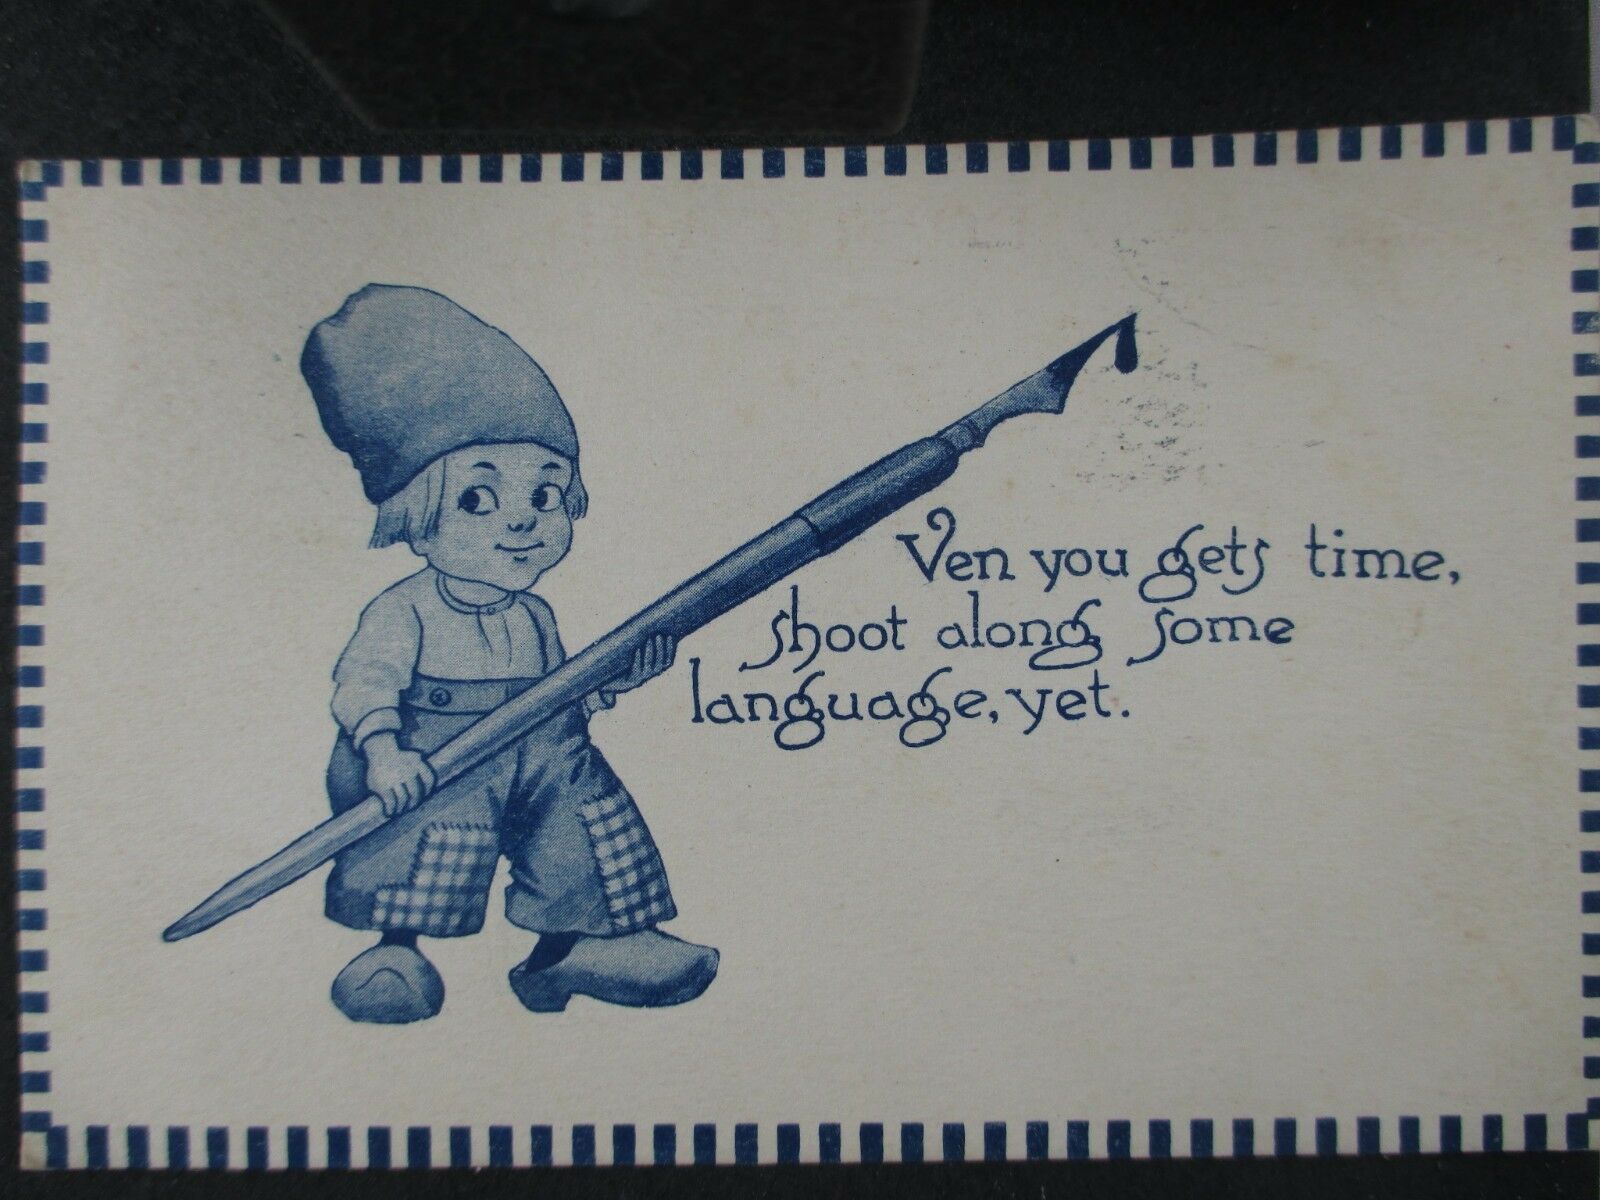 Ven you gets time,
shoot along some
language, yet.